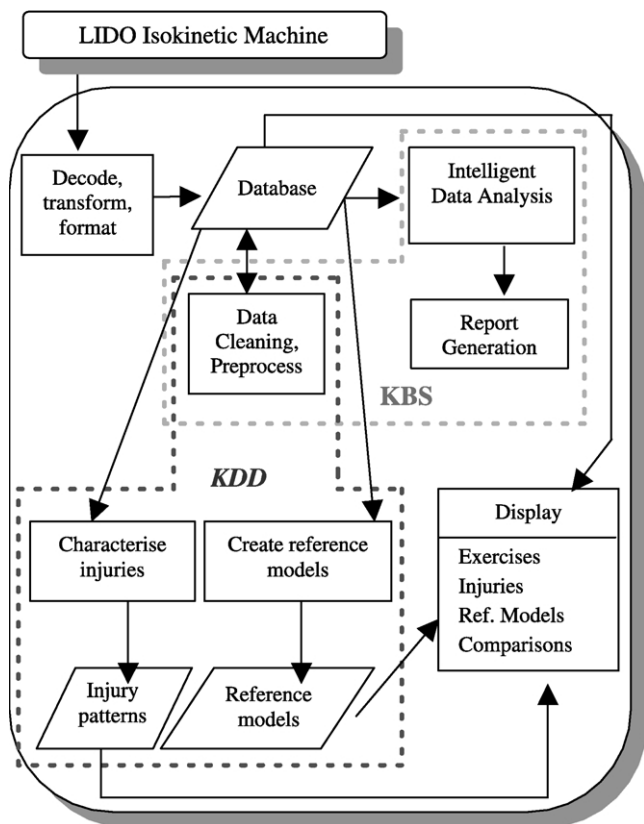 LIDO Isokinetic Machine
Decode,
transform,
format
Database
Intelligent
Data Analysis
Data
Cleaning,
Preprocess
Report
Generation
KBS
KDD
Characterise
injuries
Create reference
models
Display
Exercises
Injuries
Ref. Models
Comparisons
Injury
patterns
Reference
models